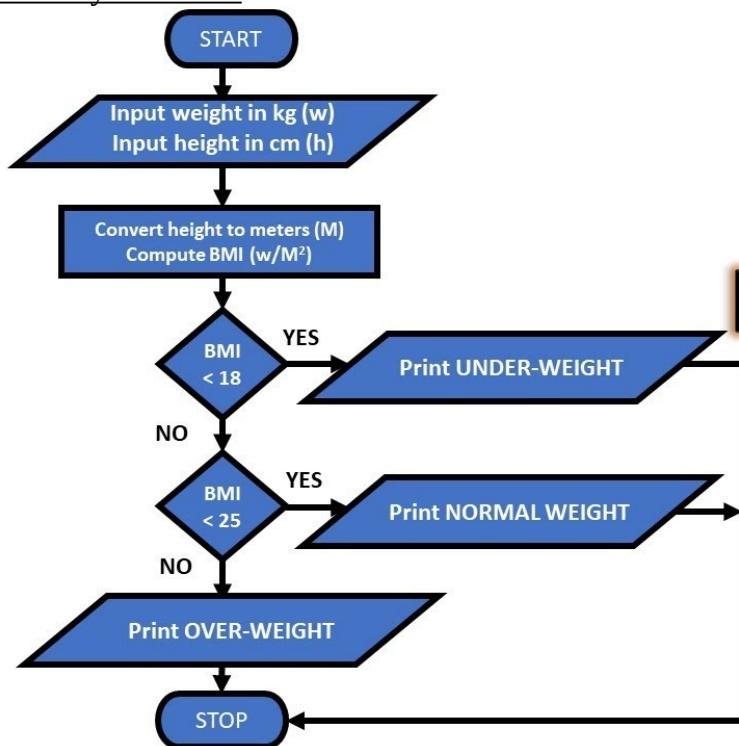 START
Input weight in kg (w)
Input height in cm (h)
Convert height to meters (M)
Compute BMI (w/M²)
BMI
< 18
YES
Print UNDER-WEIGHT
NO
BMI
< 25
YES
Print NORMAL WEIGHT
NO
Print OVER-WEIGHT
STOP